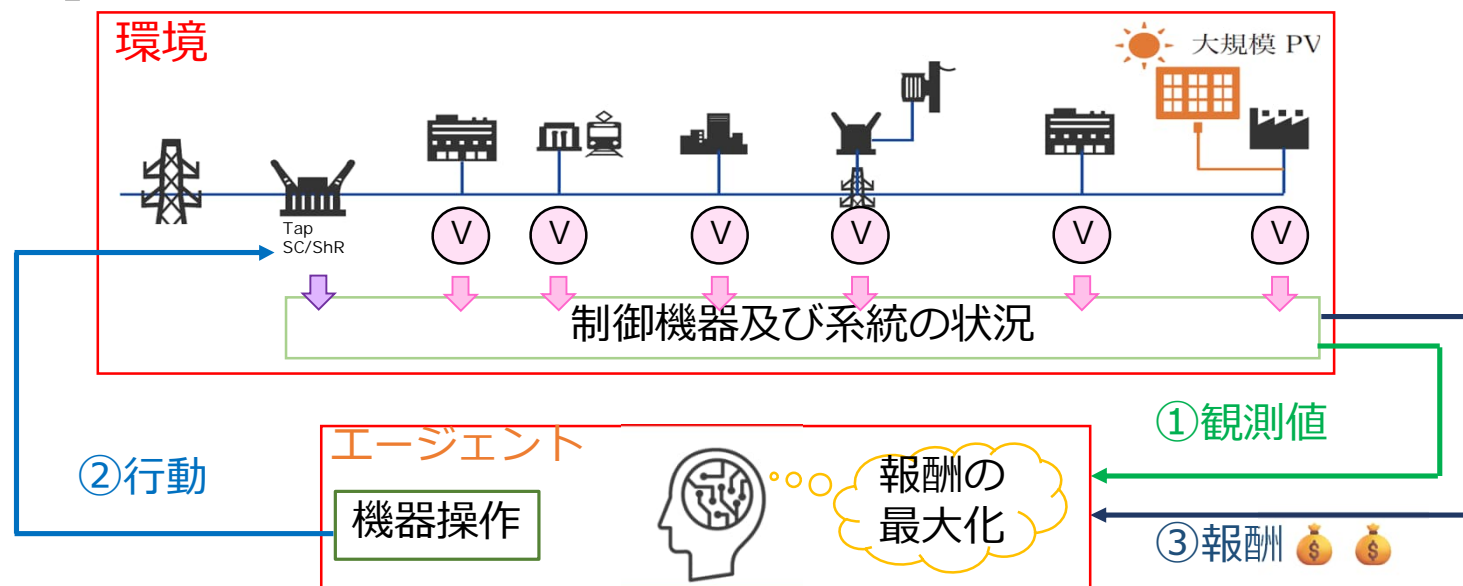 環境
大規模 PV
Tap
SC/ShR
V
V
V
V
V
V
制御機器及び系統の状況
①観測値
エージェント
②行動
報酬の
最大化
機器操作
③報酬